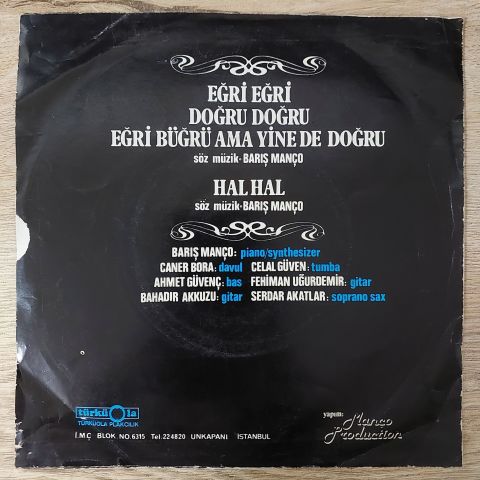 EĞRİ EĞRİ
DOĞRU DOĞRU
EĞRİ BÜĞRÜ AMA YİNE DE DOĞRU
söz müzik-BARIŞ MANÇO
HAL HAL
söz müzik-BARIŞ MANÇO
BARIŞ MANÇO: piano/synthesizer
CANER BORA: davul CELAL GÜVEN: tumba
AHMET GÜVENÇ: bas FEHİMAN UĞURDEMİR: gitar
BAHADIR AKKUZU: gitar SERDAR AKATLAR: soprano sax
türküola
TÜRKÜOLA PLAKÇILIK
İ.M.Ç BLOK NO.6315 Tel.224820 UNKAPANI İSTANBUL
yapım: Manço
Production